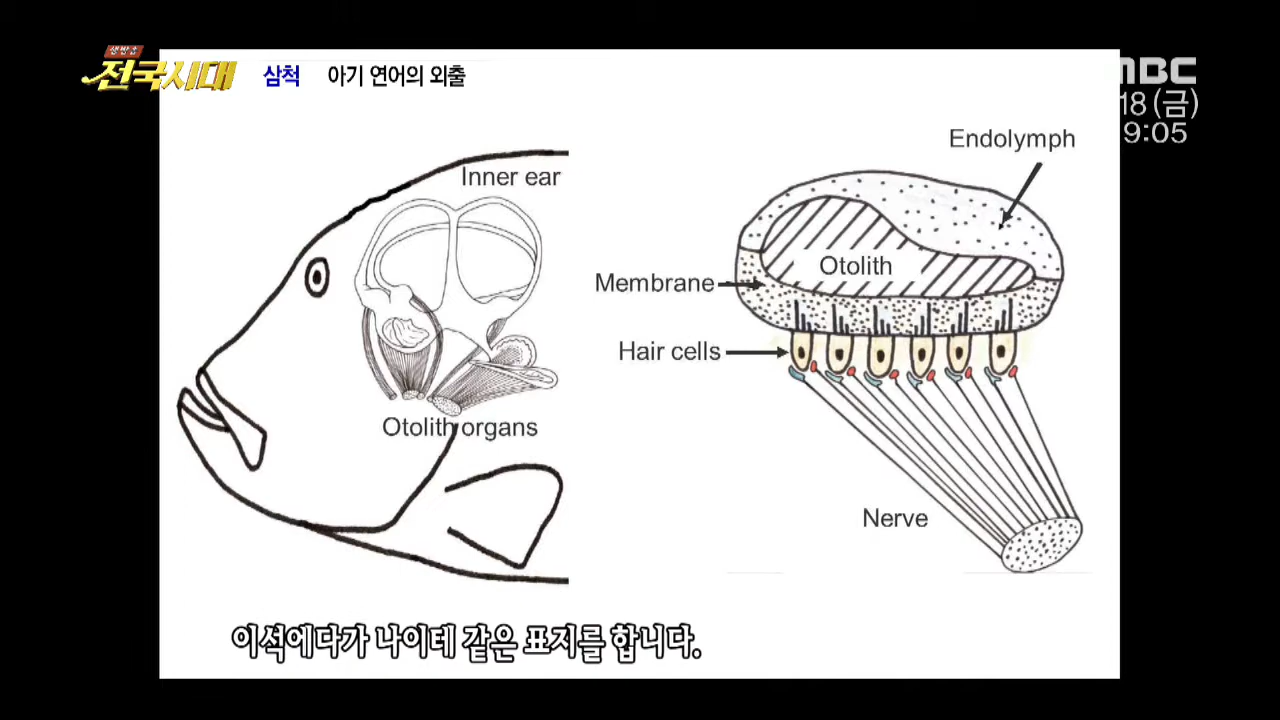 생방송
전국시대
삼척 아기 연어의 외출
MBC
18(금)
9:05
Inner ear
Otolith organs
Endolymph
Otolith
Membrane
Hair cells
Nerve
이석에다가 나이테 같은 표지를 합니다.